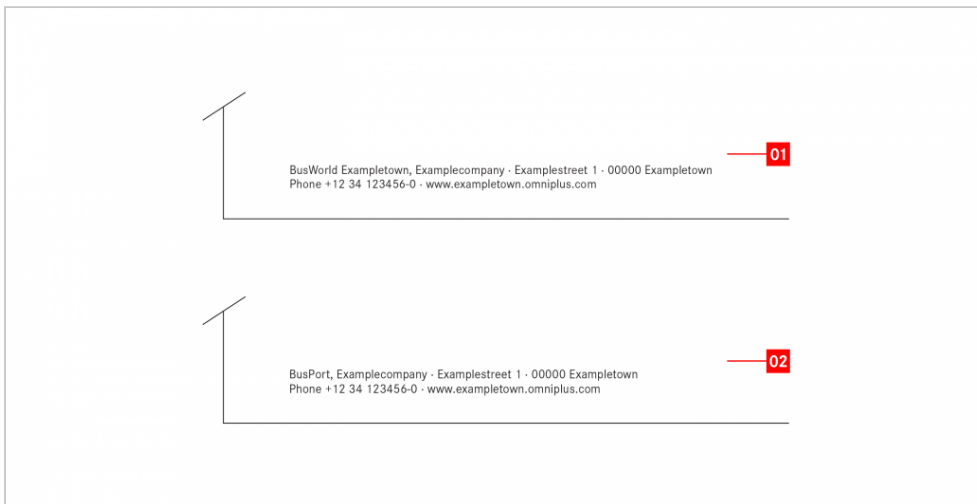 01
BusWorld Exampletown, Examplecompany · Examplestreet 1 · 00000 Exampletown
Phone +12 34 123456-0 · www.exampletown.omniplus.com
02
BusPort, Examplecompany · Examplestreet 1 · 00000 Exampletown
Phone +12 34 123456-0 · www.exampletown.omniplus.com